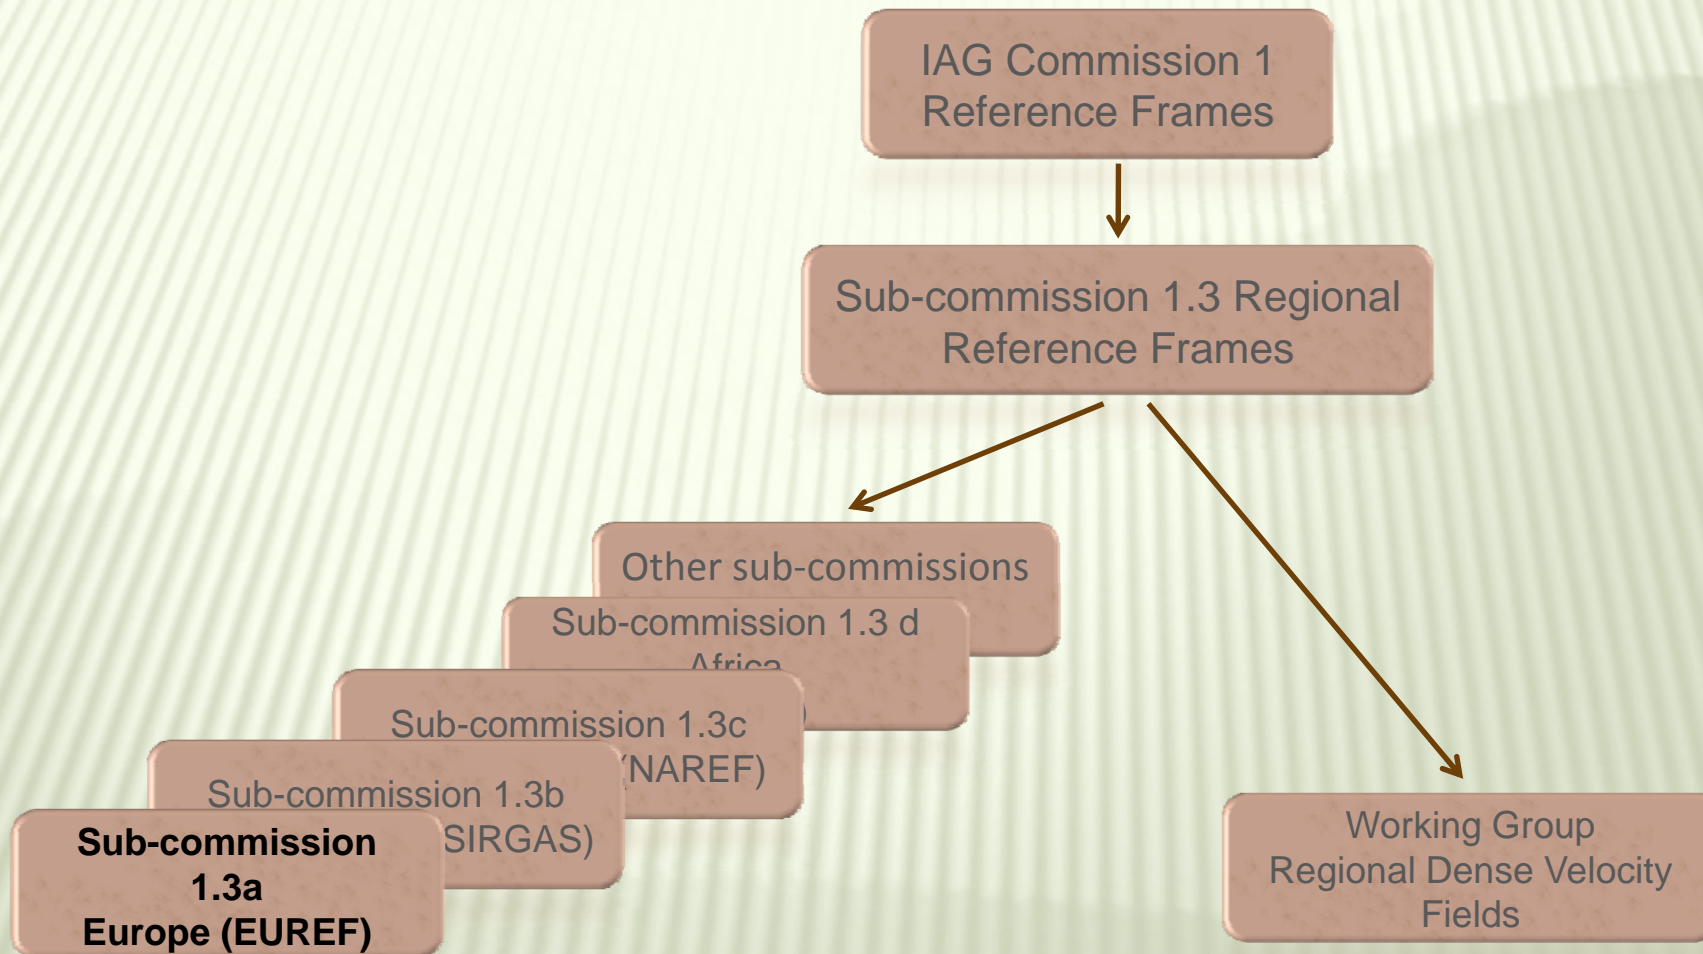 IAG Commission 1
Reference Frames
Sub-commission 1.3 Regional
Reference Frames
Other sub-commissions
Sub-commission 1.3 d
Africa
)
Sub-commission 1.3c
(NAREF)
Sub-commission 1.3b
SIRGAS)
Sub-commission
1.3a
Europe (EUREF)
Working Group
Regional Dense Velocity
Fields